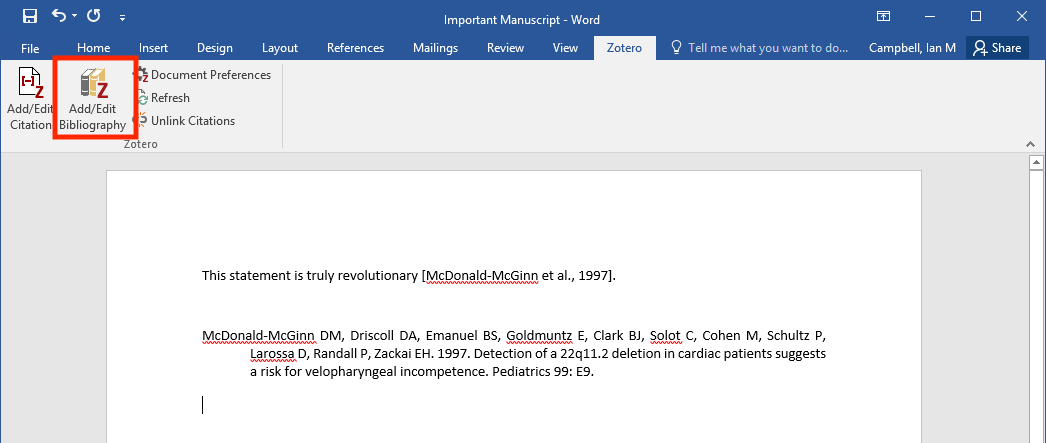 Important Manuscript - Word
File Home Insert Design Layout References Mailings Review View Zotero Tell me what you want to do... Campbell, Ian M Share
Add/Edit Citation
Add/Edit Bibliography
Document Preferences
Refresh
Unlink Citations
Zotero
This statement is truly revolutionary [McDonald-McGinn et al., 1997].
McDonald-McGinn DM, Driscoll DA, Emanuel BS, Goldmuntz E, Clark BJ, Solot C, Cohen M, Schultz P,
Larossa D, Randall P, Zackai EH. 1997. Detection of a 22q11.2 deletion in cardiac patients suggests
a risk for velopharyngeal incompetence. Pediatrics 99: E9.